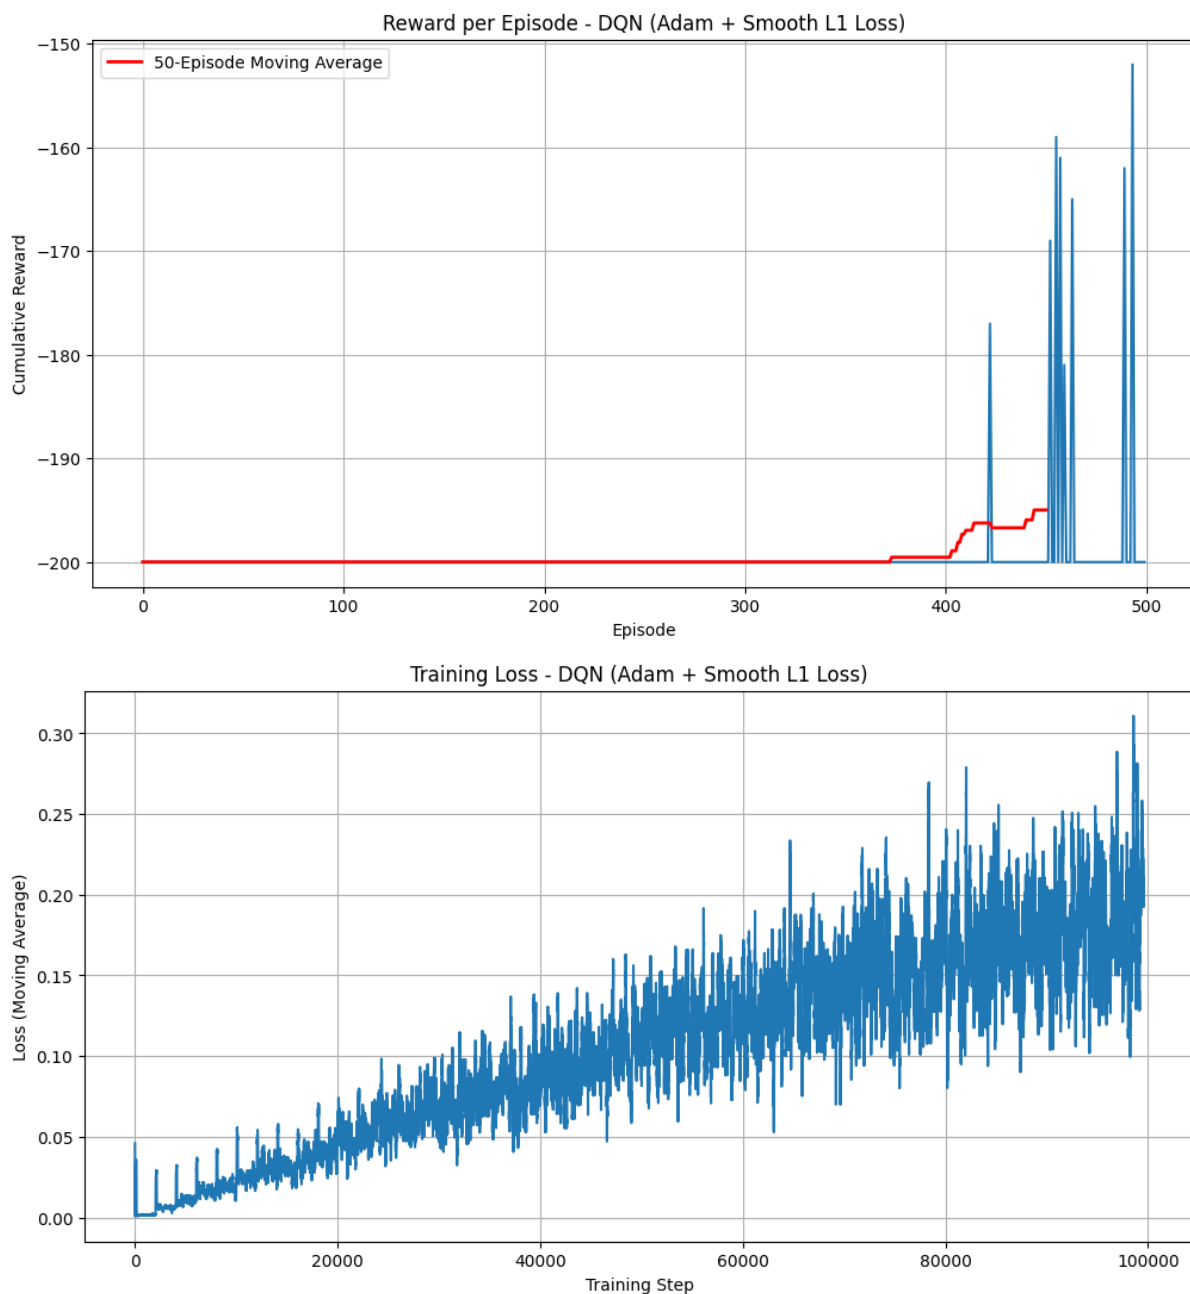 Reward per Episode - DQN (Adam + Smooth L1 Loss)
50-Episode Moving Average
−150
−160
−170
−180
−190
−200
Cumulative Reward
0 100 200 300 400 500
Episode
Training Loss - DQN (Adam + Smooth L1 Loss)
0.30
0.25
0.20
0.15
0.10
0.05
0.00
Loss (Moving Average)
0 20000 40000 60000 80000 100000
Training Step